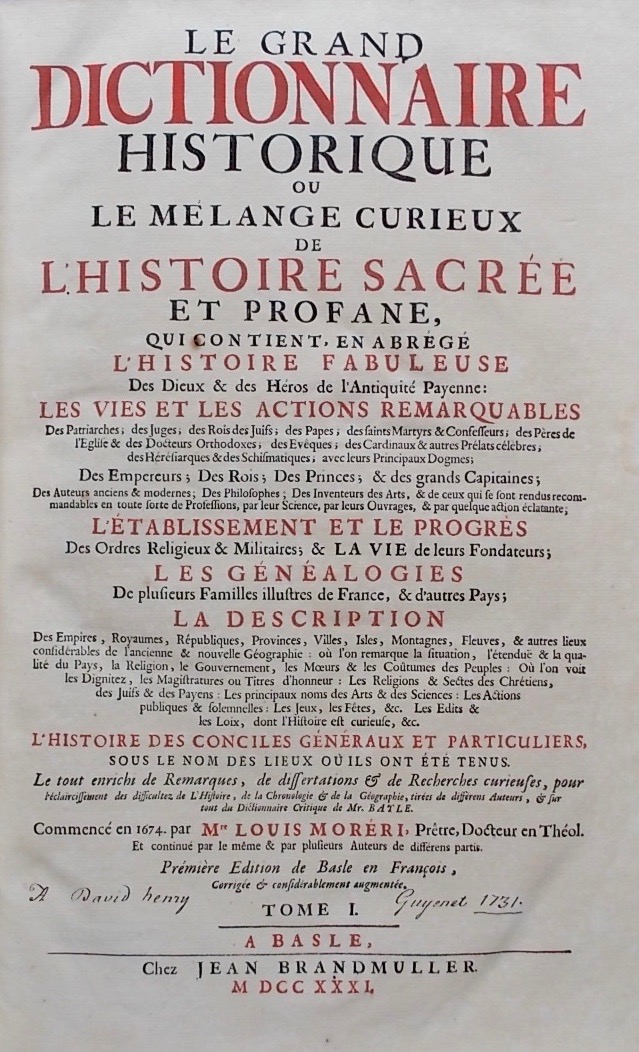 LE GRAND
DICTIONNAIRE
HISTORIQUE
OU
LE MÉLANGE CURIEUX
DE
L'HISTOIRE SACRÉE
ET PROFANE,
QUI CONTIENT, EN ABRÉGÉ
L'HISTOIRE FABULEUSE
Des Dieux & des Héros de l'Antiquité Payenne:
LES VIES ET LES ACTIONS REMARQUABLES
Des Patriarches; des Juges; des Rois des Juifs; des Papes; des ſaints Martyrs & Confeſſeurs; des Pères de
l'Egliſe & des Docteurs Orthodoxes; des Evêques; des Cardinaux & autres Prélats célèbres;
des Héréſiarques & des Schiſmatiques; avec leurs Principaux Dogmes;
Des Empereurs; Des Rois; Des Princes; & des grands Capitaines;
Des Auteurs anciens & modernes; Des Philoſophes; Des Inventeurs des Arts, & de ceux qui ſe ſont rendus recom-
mandables en toute ſorte de Profeſſions, par leur Science, par leurs Ouvrages, & par quelque action éclatante;
L'ÉTABLISSEMENT ET LE PROGRÈS
Des Ordres Religieux & Militaires; & LA VIE de leurs Fondateurs;
LES GÉNÉALOGIES
De pluſieurs Familles illuſtres de France, & d'autres Pays;
LA DESCRIPTION
Des Empires, Royaumes, Républiques, Provinces, Villes, Isles, Montagnes, Fleuves, & autres lieux
conſidérables de l'ancienne & nouvelle Géographie: où l'on remarque la ſituation, l'étenduë & la qua-
lité du Pays, la Religion, le Gouvernement, les Mœurs & les Coûtumes des Peuples: Où l'on voit
les Dignitez, les Magiſtratures ou Titres d'honneur: Les Religions & Sectes des Chrétiens,
des Juifs & des Payens: Les principaux noms des Arts & des Sciences: Les Actions
publiques & ſolemnelles: Les Jeux, les Fêtes, &c. Les Edits &
les Loix, dont l'Hiſtoire eſt curieuſe, &c.
L'HISTOIRE DES CONCILES GÉNÉRAUX ET PARTICULIERS,
SOUS LE NOM DES LIEUX OÙ ILS ONT ÉTÉ TENUS.
Le tout enrichi de Remarques, de diſſertations & de Recherches curieuſes, pour
l'éclairciſſement des difficultez de L'Hiſtoire, de la Chronologie & de la Géographie, tirées de différens Auteurs, & ſur
tout du Dictionnaire Critique de Mr. BAYLE.
Commencé en 1674. par Mre LOUIS MORÉRI, Prêtre, Docteur en Théol.
Et continué par le même & par pluſieurs Auteurs de différens partis.
Prémière Edition de Basle en François,
Corrigée & conſidérablement augmentée.
A David henry Guyenet 1731.
TOME I.
A BASLE,
Chez JEAN BRANDMULLER.
M DCC XXXI.